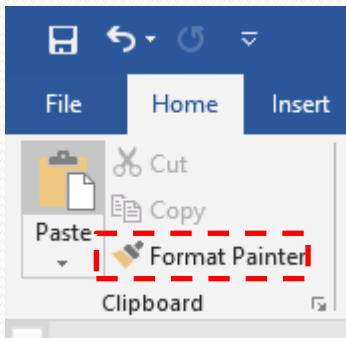 File Home Insert
Cut
Copy
Paste
Format Painter
Clipboard